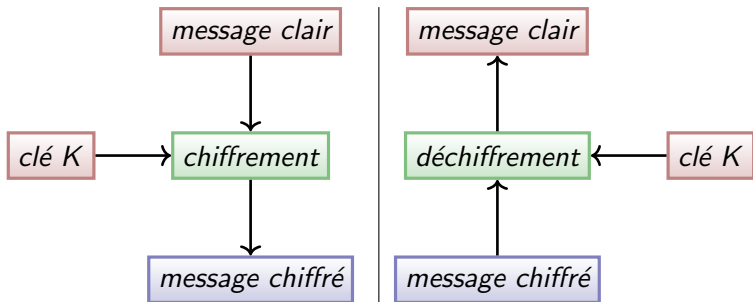 message clair
clé K
chiffrement
message chiffré
message clair
déchiffrement
clé K
message chiffré